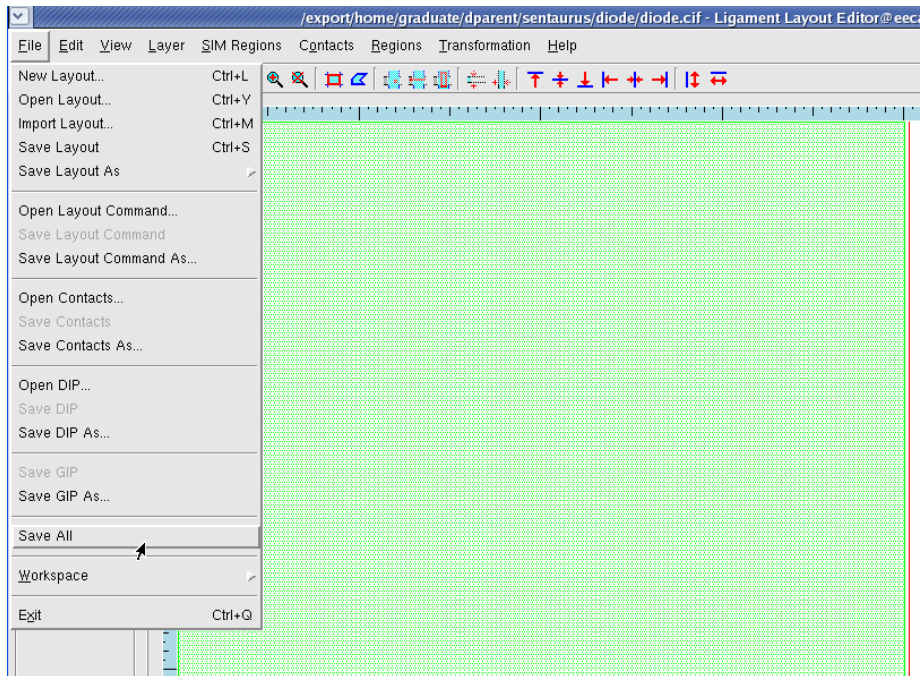 /export/home/graduate/dparent/sentaurus/diode/diode.cif - Ligament Layout Editor@eeca
File Edit View Layer SIM Regions Contacts Regions Transformation Help
New Layout... Ctrl+L
Open Layout... Ctrl+Y
Import Layout... Ctrl+M
Save Layout Ctrl+S
Save Layout As
Open Layout Command...
Save Layout Command
Save Layout Command As...
Open Contacts...
Save Contacts
Save Contacts As...
Open DIP...
Save DIP
Save DIP As...
Save GIP
Save GIP As...
Save All
Workspace
Exit Ctrl+Q